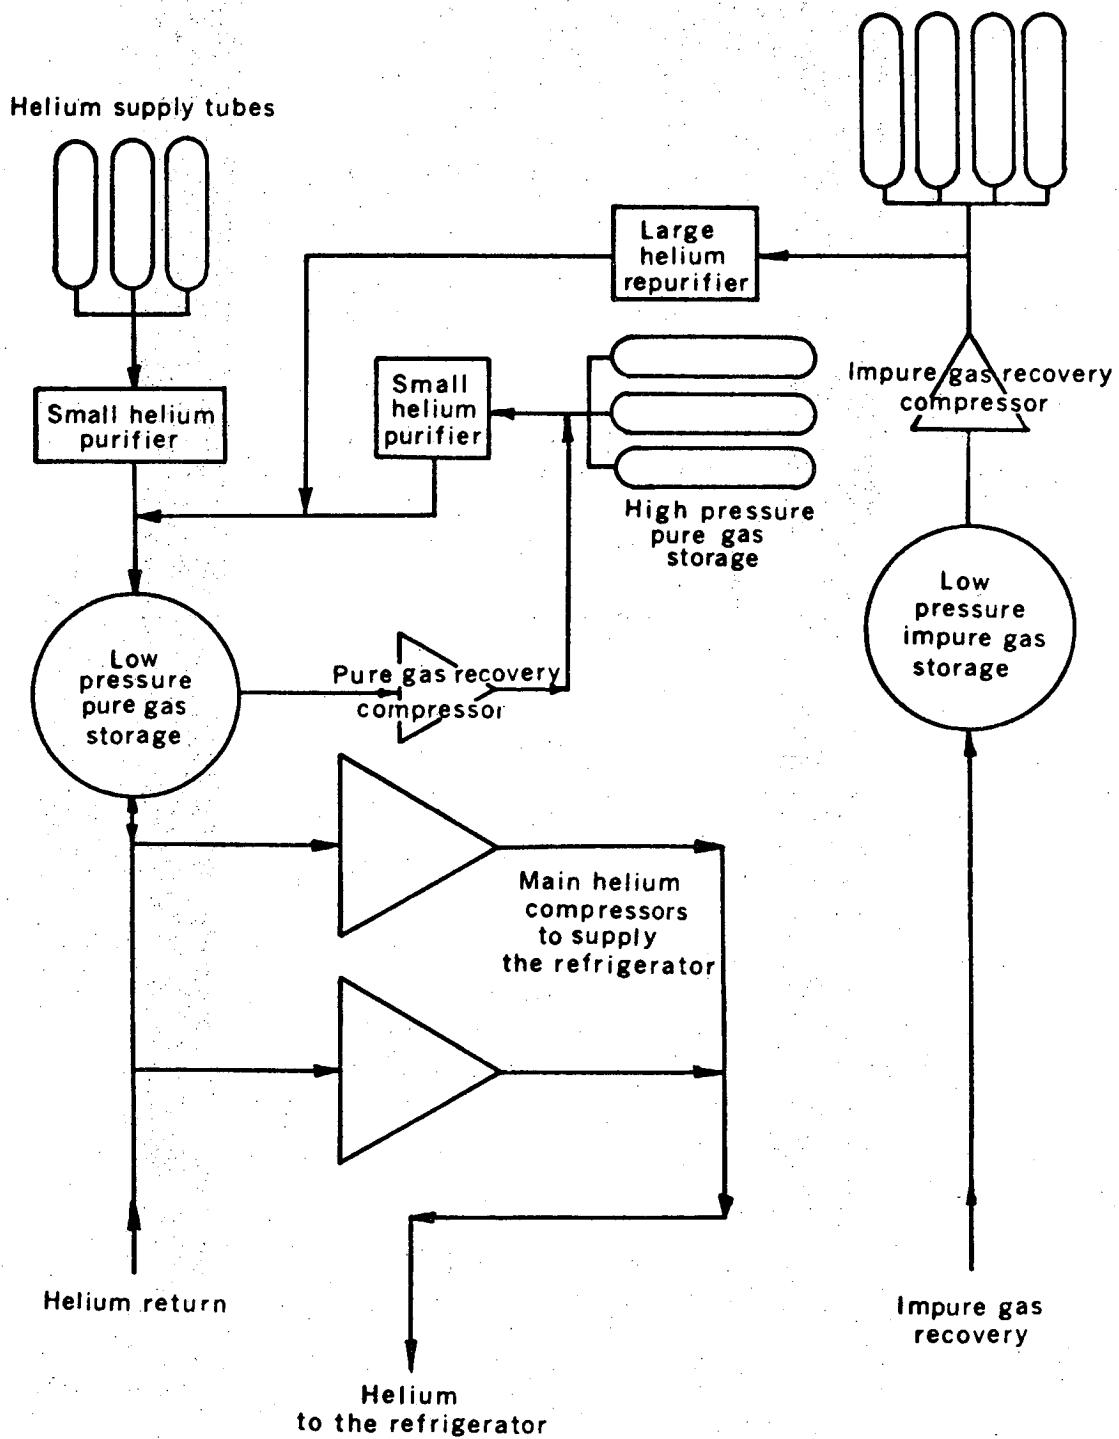 Helium supply tubes
Large
helium
repurifier
Small helium
purifier
Small
helium
purifier
Impure gas recovery
compressor
High pressure
pure gas
storage
Low
pressure
impure gas
storage
Low
pressure
pure gas
storage
Pure gas recovery
compressor
Main helium
compressors
to supply
the refrigerator
Helium return
Impure gas
recovery
Helium
to the refrigerator